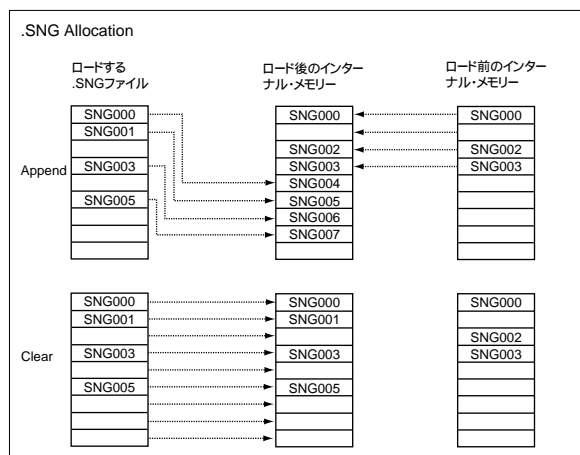 .SNG Allocation
ロードする
.SNGファイル
ロード後のインター
ナル・メモリー
ロード前のインター
ナル・メモリー
Append
SNG000
SNG001
SNG003
SNG005
SNG000
SNG002
SNG003
SNG004
SNG005
SNG006
SNG007
SNG000
SNG002
SNG003
Clear
SNG000
SNG001
SNG003
SNG005
SNG000
SNG001
SNG003
SNG005
SNG000
SNG002
SNG003